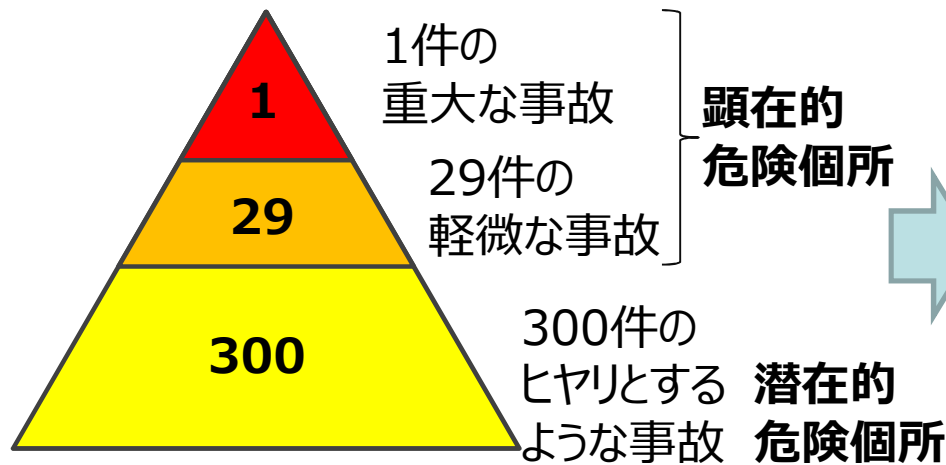 1
1件の
重大な事故
顕在的
危険個所
29
29件の
軽微な事故
300
300件の
ヒヤリとする
ような事故
潜在的
危険個所